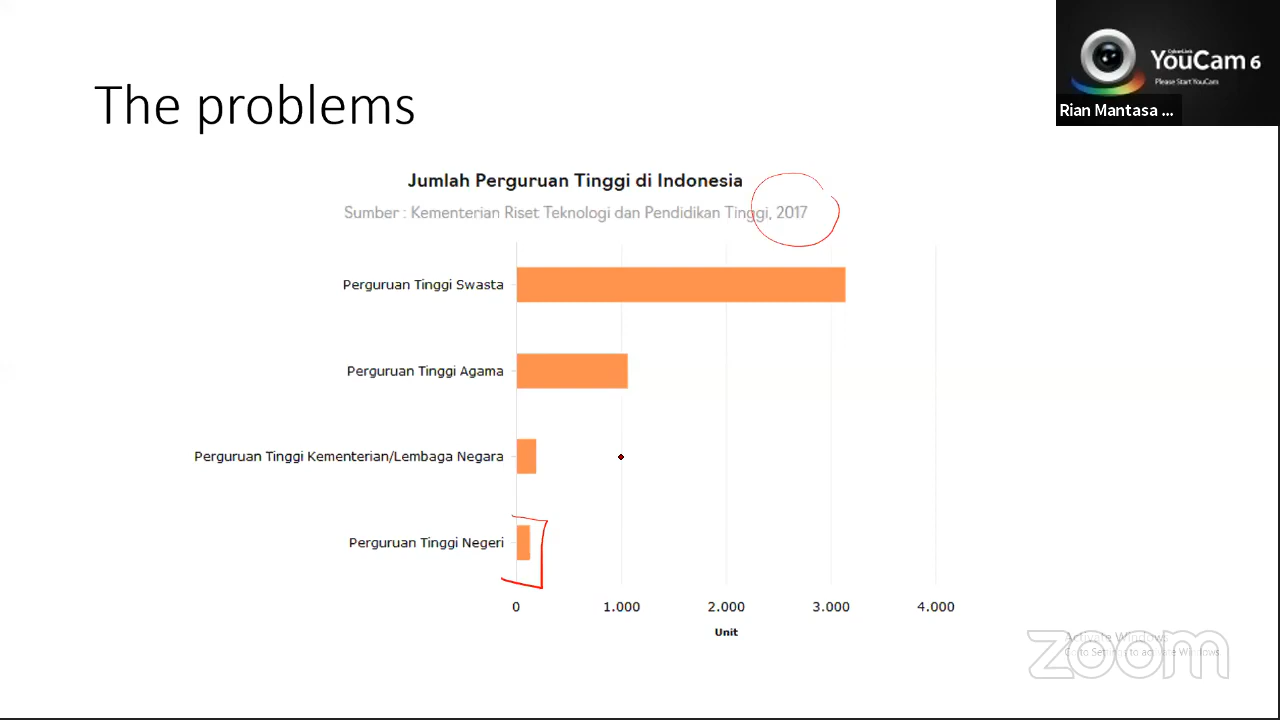 The problems
CyberLink
YouCam 6
Please Start YouCam
Rian Mantasa ...
Jumlah Perguruan Tinggi di Indonesia
Sumber : Kementerian Riset Teknologi dan Pendidikan Tinggi, 2017
Perguruan Tinggi Swasta
Perguruan Tinggi Agama
Perguruan Tinggi Kementerian/Lembaga Negara
Perguruan Tinggi Negeri
0 1.000 2.000 3.000 4.000
Unit
Activate Windows
Go to Settings to activate Windows.
zoom